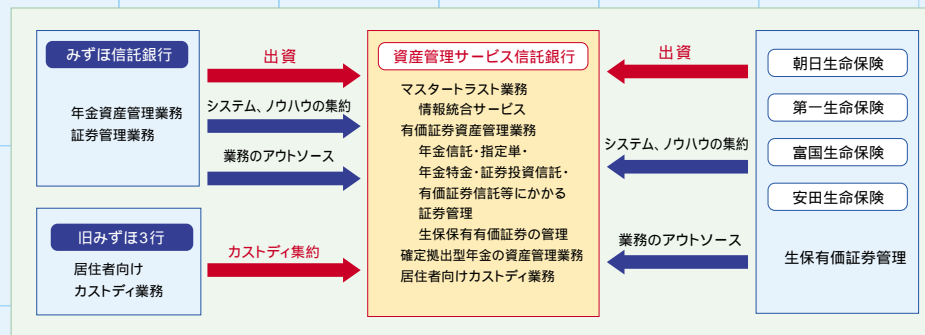 みずほ信託銀行
年金資産管理業務
証券管理業務
旧みずほ3行
居住者向け
カストディ業務
出資
システム、ノウハウの集約
業務のアウトソース
カストディ集約
資産管理サービス信託銀行
マスタートラスト業務
情報統合サービス
有価証券資産管理業務
年金信託・指定単・
年金特金・証券投資信託・
有価証券信託等にかかる
証券管理
生保保有有価証券の管理
確定拠出型年金の資産管理業務
居住者向けカストディ業務
出資
システム、ノウハウの集約
業務のアウトソース
朝日生命保険
第一生命保険
富国生命保険
安田生命保険
生保有価証券管理